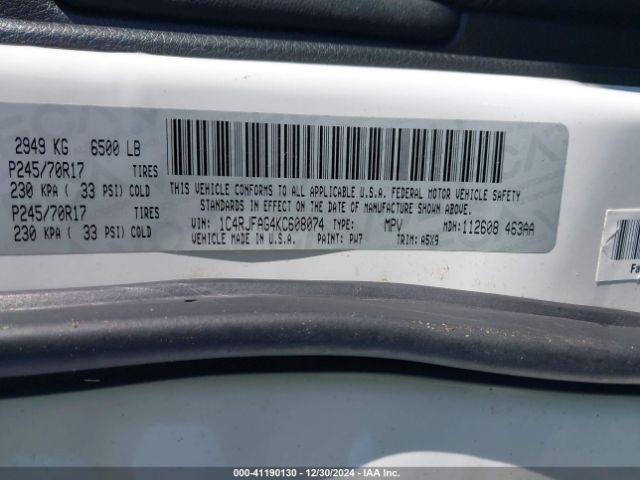 2949 KG 6500 LB
P245/70R17 TIRES
230 KPA ( 33 PSI) COLD
P245/70R17 TIRES
230 KPA ( 33 PSI) COLD
THIS VEHICLE CONFORMS TO ALL APPLICABLE U.S.A. FEDERAL MOTOR VEHICLE SAFETY
STANDARDS IN EFFECT ON THE DATE OF MANUFACTURE SHOWN ABOVE.
VIN: 1C4RJFAG4KC608074 TYPE: MPV MDH: 112608 463AA
VEHICLE MADE IN U.S.A. PAINT: PW7 TRIM: A5X9
Fa
000-41190130 - 12/30/2024 - IAA Inc.